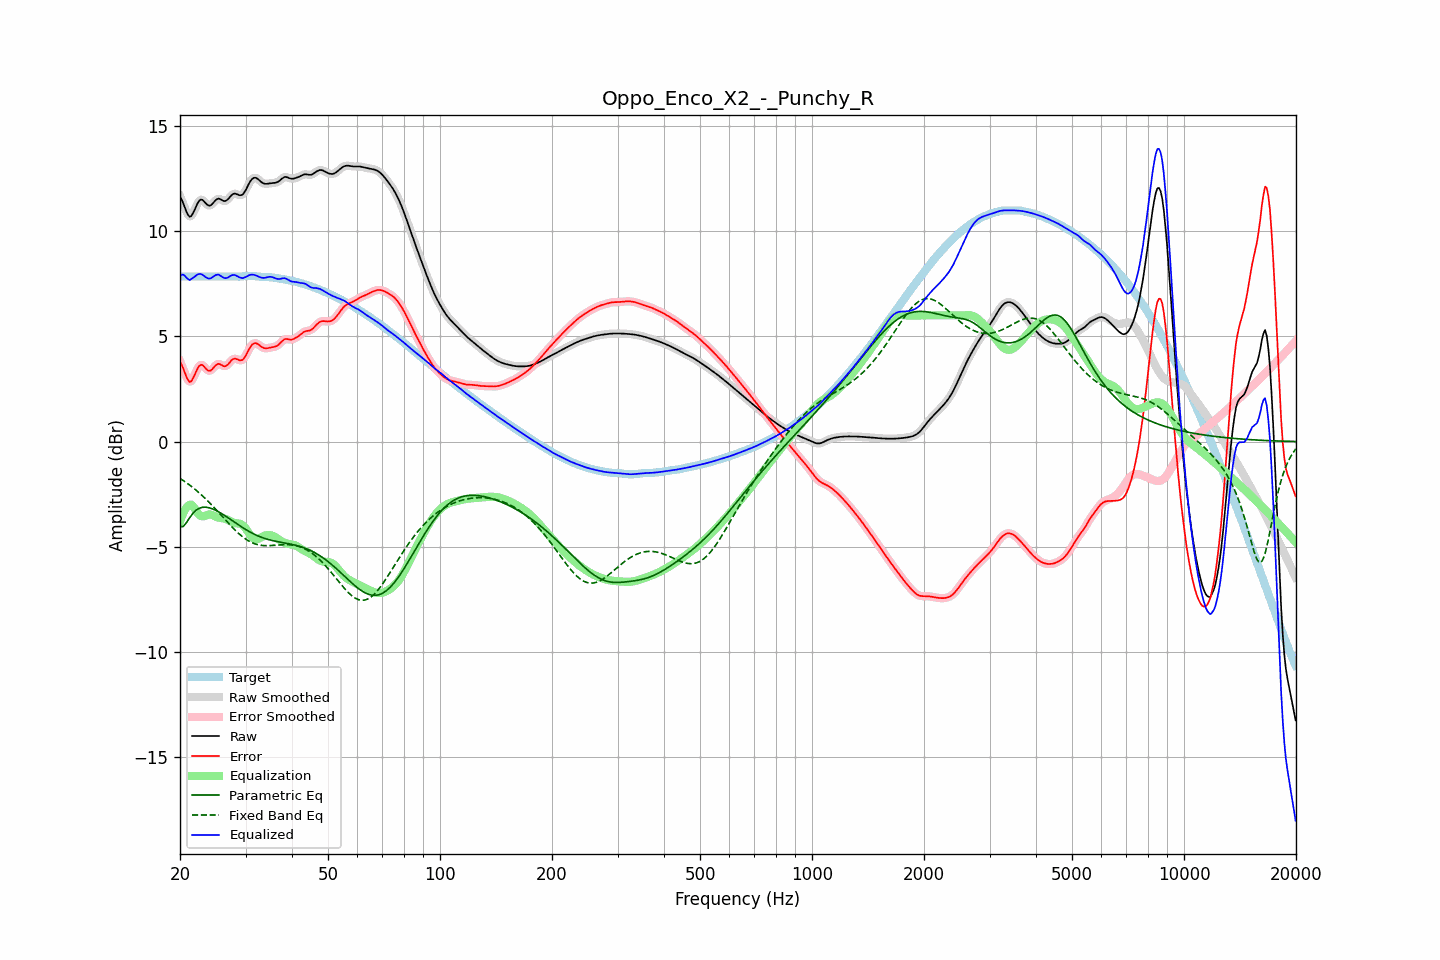 Oppo_Enco_X2_-_Punchy_R
Amplitude (dBr)
15
10
5
0
−5
−10
−15
Target
Raw Smoothed
Error Smoothed
Raw
Error
Equalization
Parametric Eq
Fixed Band Eq
Equalized
20
50
100
200
500
1000
2000
5000
10000
20000
Frequency (Hz)